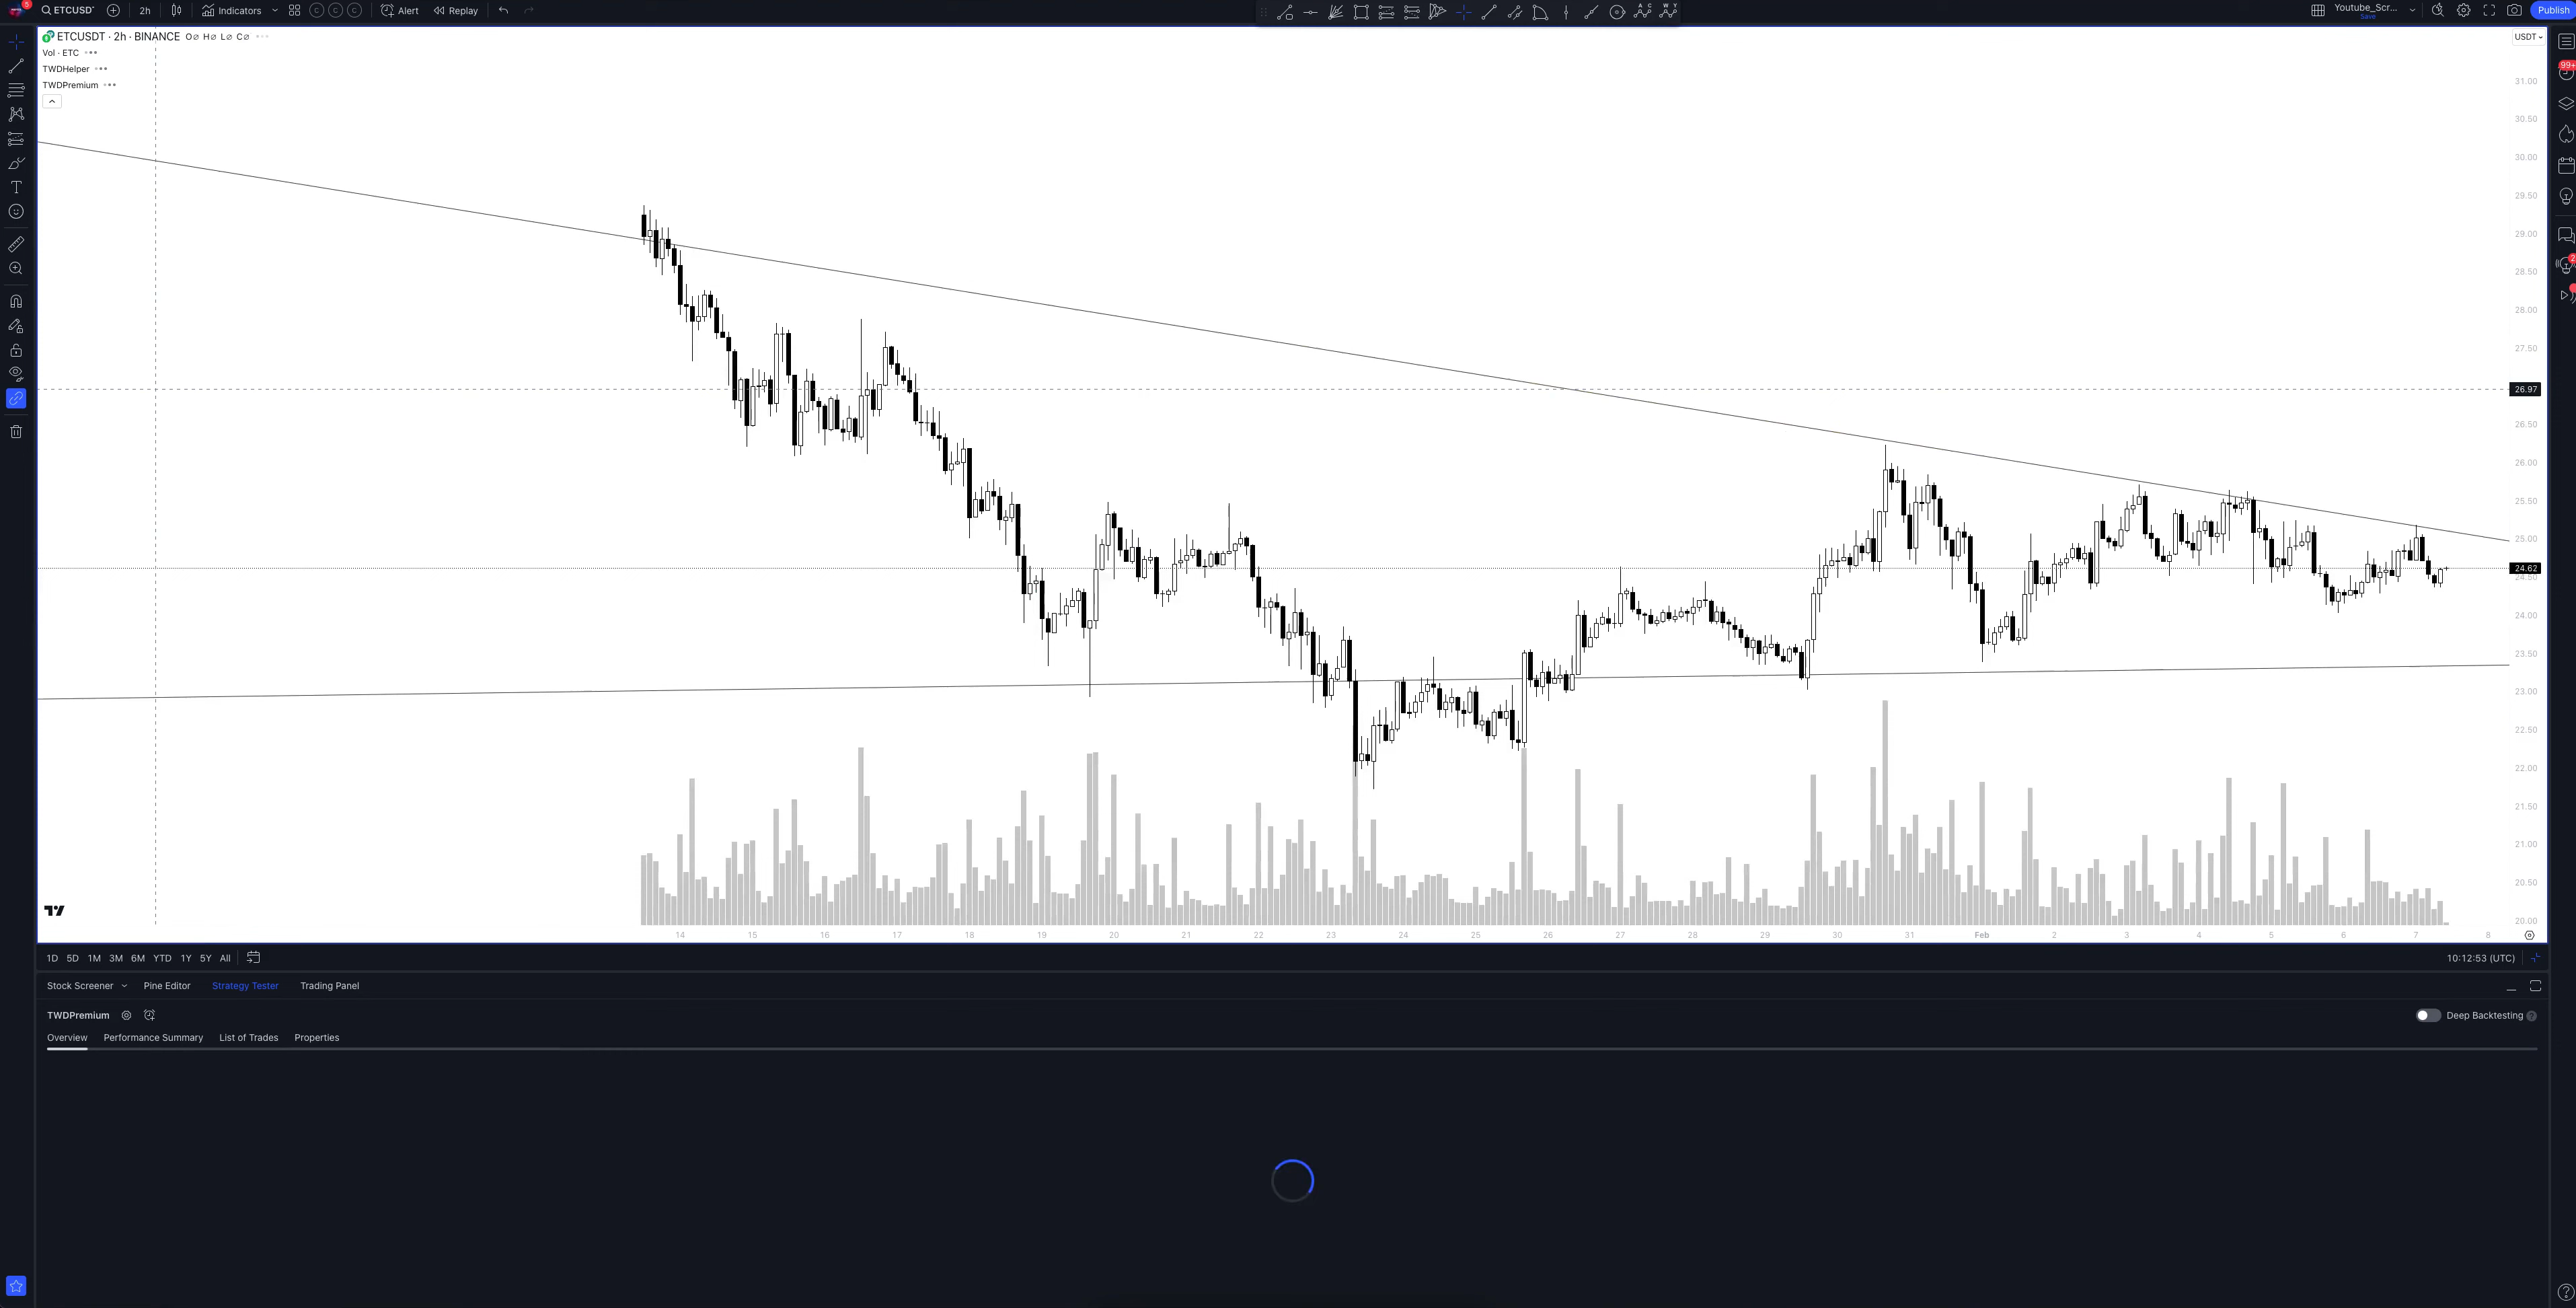 5 ETCUSD 2h Indicators C C C Alert Replay A C W Y Youtube_Scr... Save Publish
ETCUSDT · 2h · BINANCE O∅ H∅ L∅ C∅ USDT
Vol · ETC
TWDHelper
TWDPremium
99+
2
31.00
30.50
30.00
29.50
29.00
28.50
28.00
27.50
26.97
26.50
26.00
25.50
25.00
24.62
24.50
24.00
23.50
23.00
22.50
22.00
21.50
21.00
20.50
20.00
14 15 16 17 18 19 20 21 22 23 24 25 26 27 28 29 30 31 Feb 2 3 4 5 6 7 8
1D 5D 1M 3M 6M YTD 1Y 5Y All 10:12:53 (UTC)
Stock Screener Pine Editor Strategy Tester Trading Panel
TWDPremium Deep Backtesting ?
Overview Performance Summary List of Trades Properties